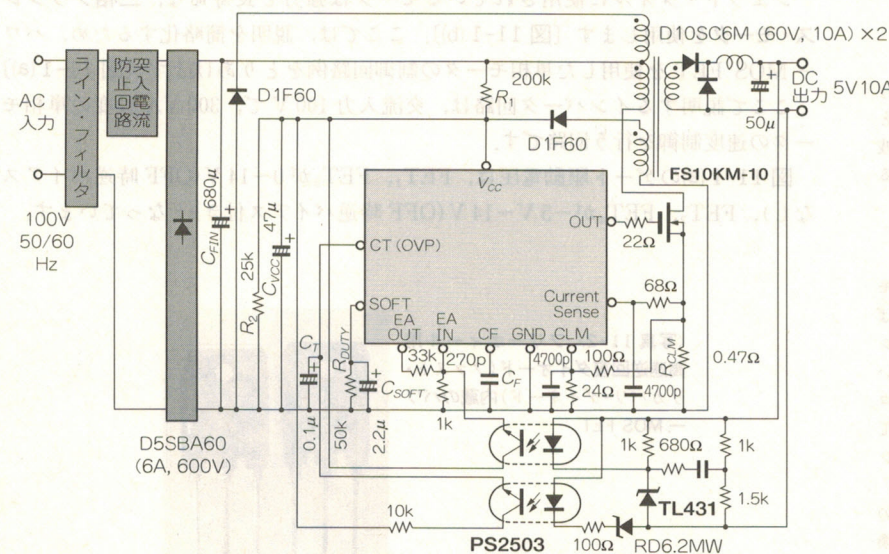 D10SC6M (60V, 10A) ×2
DC
出力
5V10A
50μ
AC
入力
ライン・フィルタ
突入電流
防止回路
100V
50/60
Hz
D1F60
200k
R1
D1F60
FS10KM-10
VCC
CT (OVP)
OUT
22Ω
680μ
CFIN
47μ
CVCC
25k
R2
SOFT
Current
Sense
68Ω
EA
OUT
EA
IN
CF
GND
CLM
RCLM
0.47Ω
CT
RDUTY
33k
270p
CF
4700p
100Ω
24Ω
4700p
CSOFT
1k
0.1μ
50k
2.2μ
D5SBA60
(6A, 600V)
1k
680Ω
1k
1.5k
TL431
10k
PS2503
100Ω
RD6.2MW